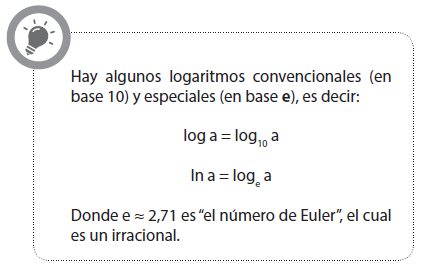 Hay algunos logaritmos convencionales (en
base 10) y especiales (en base e), es decir:
log a = log₁₀ a
ln a = logₑ a
Donde e ≈ 2,71 es “el número de Euler”, el cual
es un irracional.